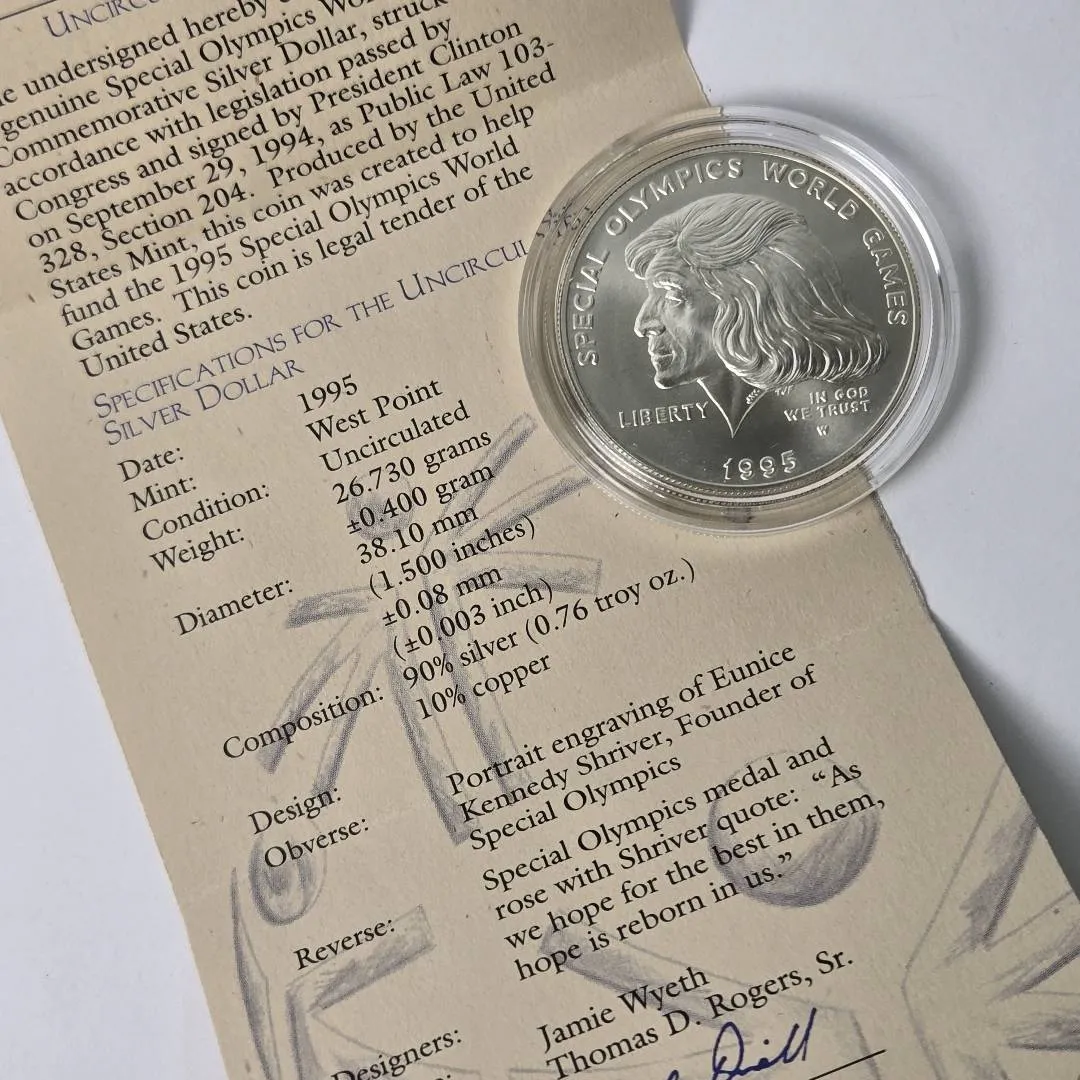 UNCIRCU
e undersigned hereby
genuine Special Olympics Wo
Commemorative Silver Dollar, struck
accordance with legislation passed by
Congress and signed by President Clinton
on September 29, 1994, as Public Law 103-
328, Section 204. Produced by the United
States Mint, this coin was created to help
fund the 1995 Special Olympics World
Games. This coin is legal tender of the
United States.
SPECIFICATIONS FOR THE UNCIRCUL
SILVER DOLLAR
Date: 1995
Mint: West Point
Condition: Uncirculated
Weight: 26.730 grams
±0.400 gram
Diameter: 38.10 mm
(1.500 inches)
±0.08 mm
(±0.003 inch)
Composition: 90% silver (0.76 troy oz.)
10% copper
Design:
Obverse: Portrait engraving of Eunice
Kennedy Shriver, Founder of
Special Olympics
Reverse: Special Olympics medal and
rose with Shriver quote: “As
we hope for the best in them,
hope is reborn in us.”
Designers: Jamie Wyeth
Thomas D. Rogers, Sr.
SPECIAL OLYMPICS WORLD GAMES
LIBERTY
IN GOD
WE TRUST
W
1995